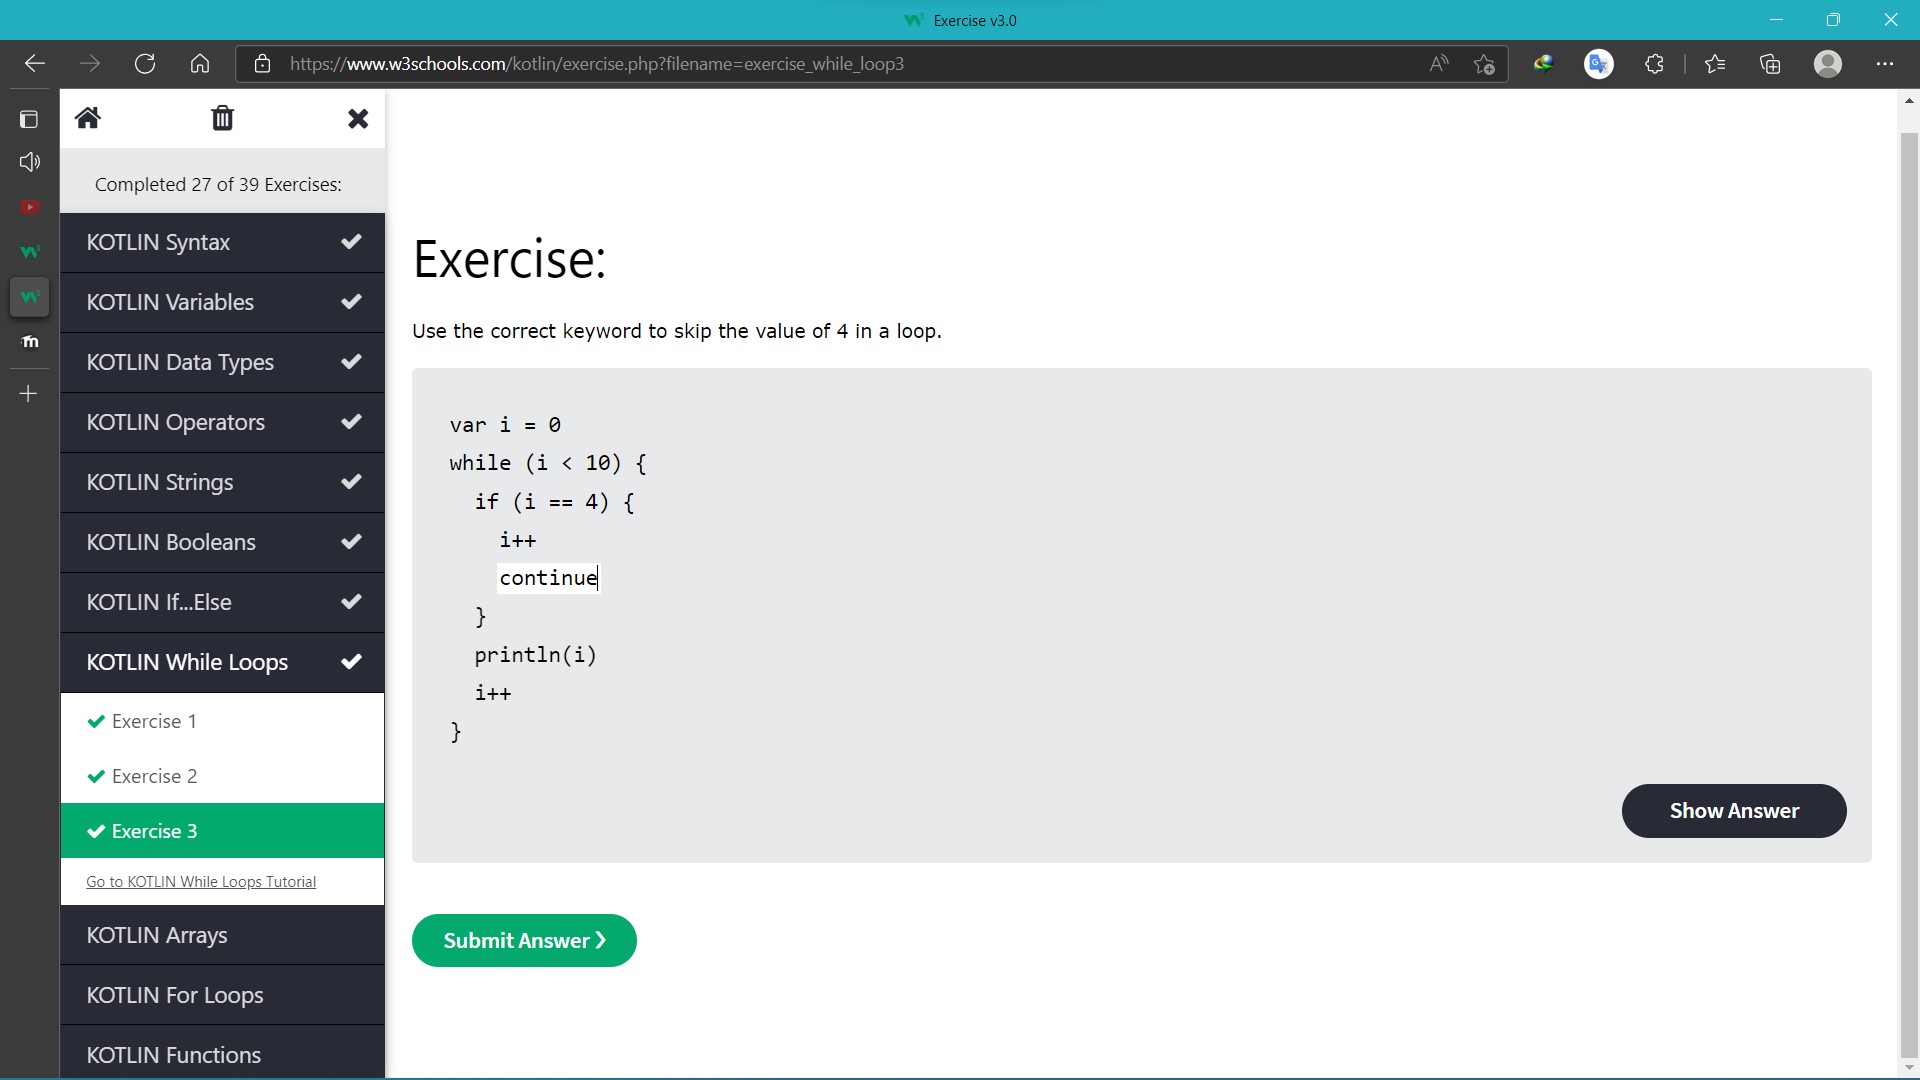 Exercise v3.0
https://www.w3schools.com/kotlin/exercise.php?filename=exercise_while_loop3
Completed 27 of 39 Exercises:
KOTLIN Syntax
KOTLIN Variables
KOTLIN Data Types
KOTLIN Operators
KOTLIN Strings
KOTLIN Booleans
KOTLIN If...Else
KOTLIN While Loops
Exercise 1
Exercise 2
Exercise 3
Go to KOTLIN While Loops Tutorial
KOTLIN Arrays
KOTLIN For Loops
KOTLIN Functions
Exercise:
Use the correct keyword to skip the value of 4 in a loop.
var i = 0
while (i < 10) {
  if (i == 4) {
    i++
    continue
  }
  println(i)
  i++
}
Show Answer
Submit Answer ❯